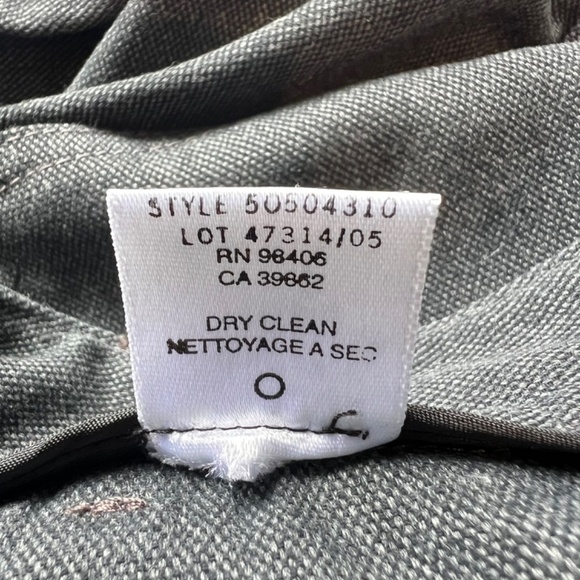 STYLE 50504310
LOT 47314/05
RN 98406
CA 39862
DRY CLEAN
NETTOYAGE A SEC